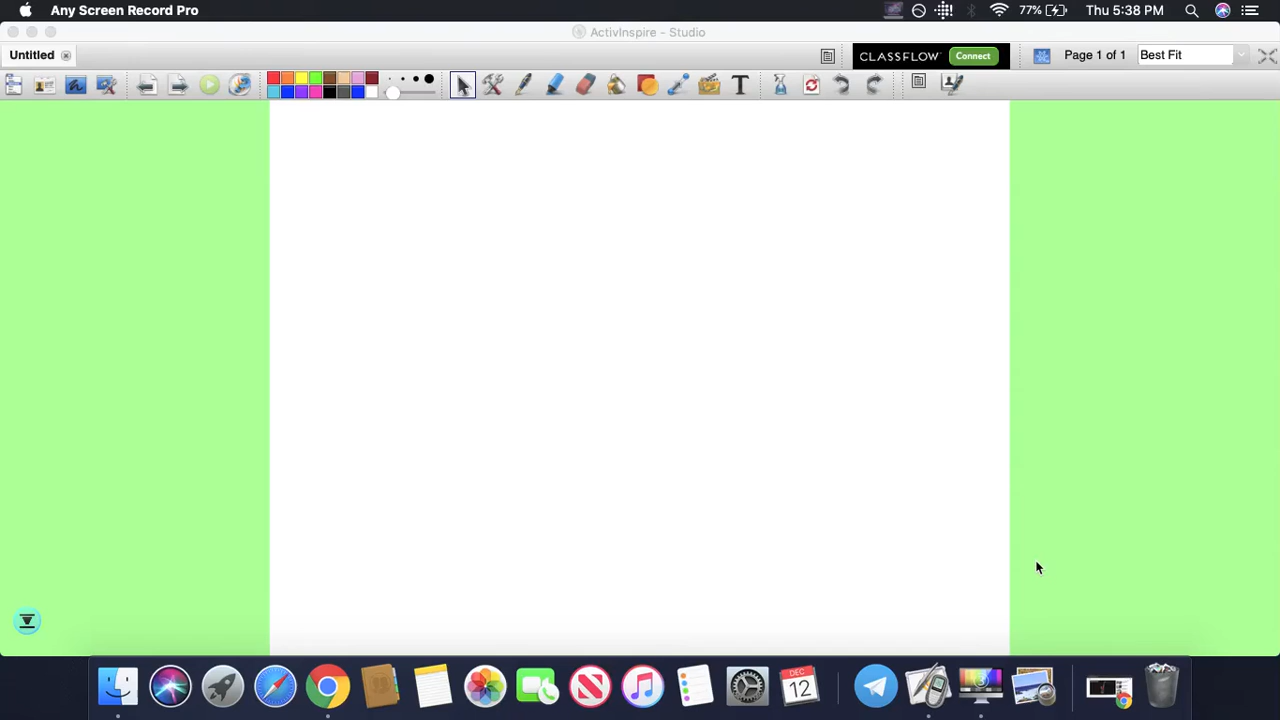 Any Screen Record Pro
77%
Thu 5:38 PM
ActivInspire - Studio
Untitled
CLASSFLOW
Connect
Page 1 of 1
Best Fit
T
DEC
12